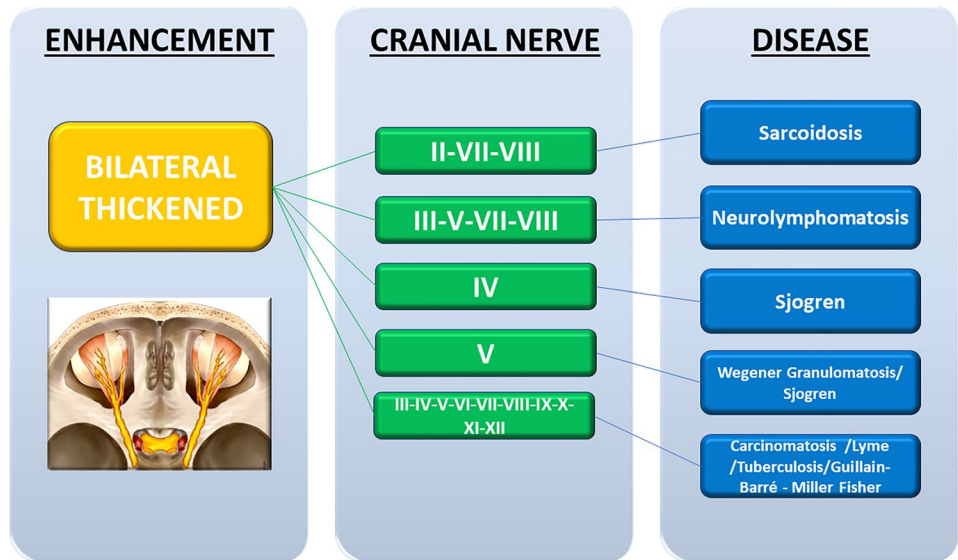 ENHANCEMENT
CRANIAL NERVE
DISEASE
BILATERAL
THICKENED
II-VII-VIII
Sarcoidosis
III-V-VII-VIII
Neurolymphomatosis
IV
Sjogren
V
Wegener Granulomatosis/
Sjogren
III-IV-V-VI-VII-VIII-IX-X-
XI-XII
Carcinomatosis /Lyme
/Tuberculosis/Guillain-
Barré - Miller Fisher